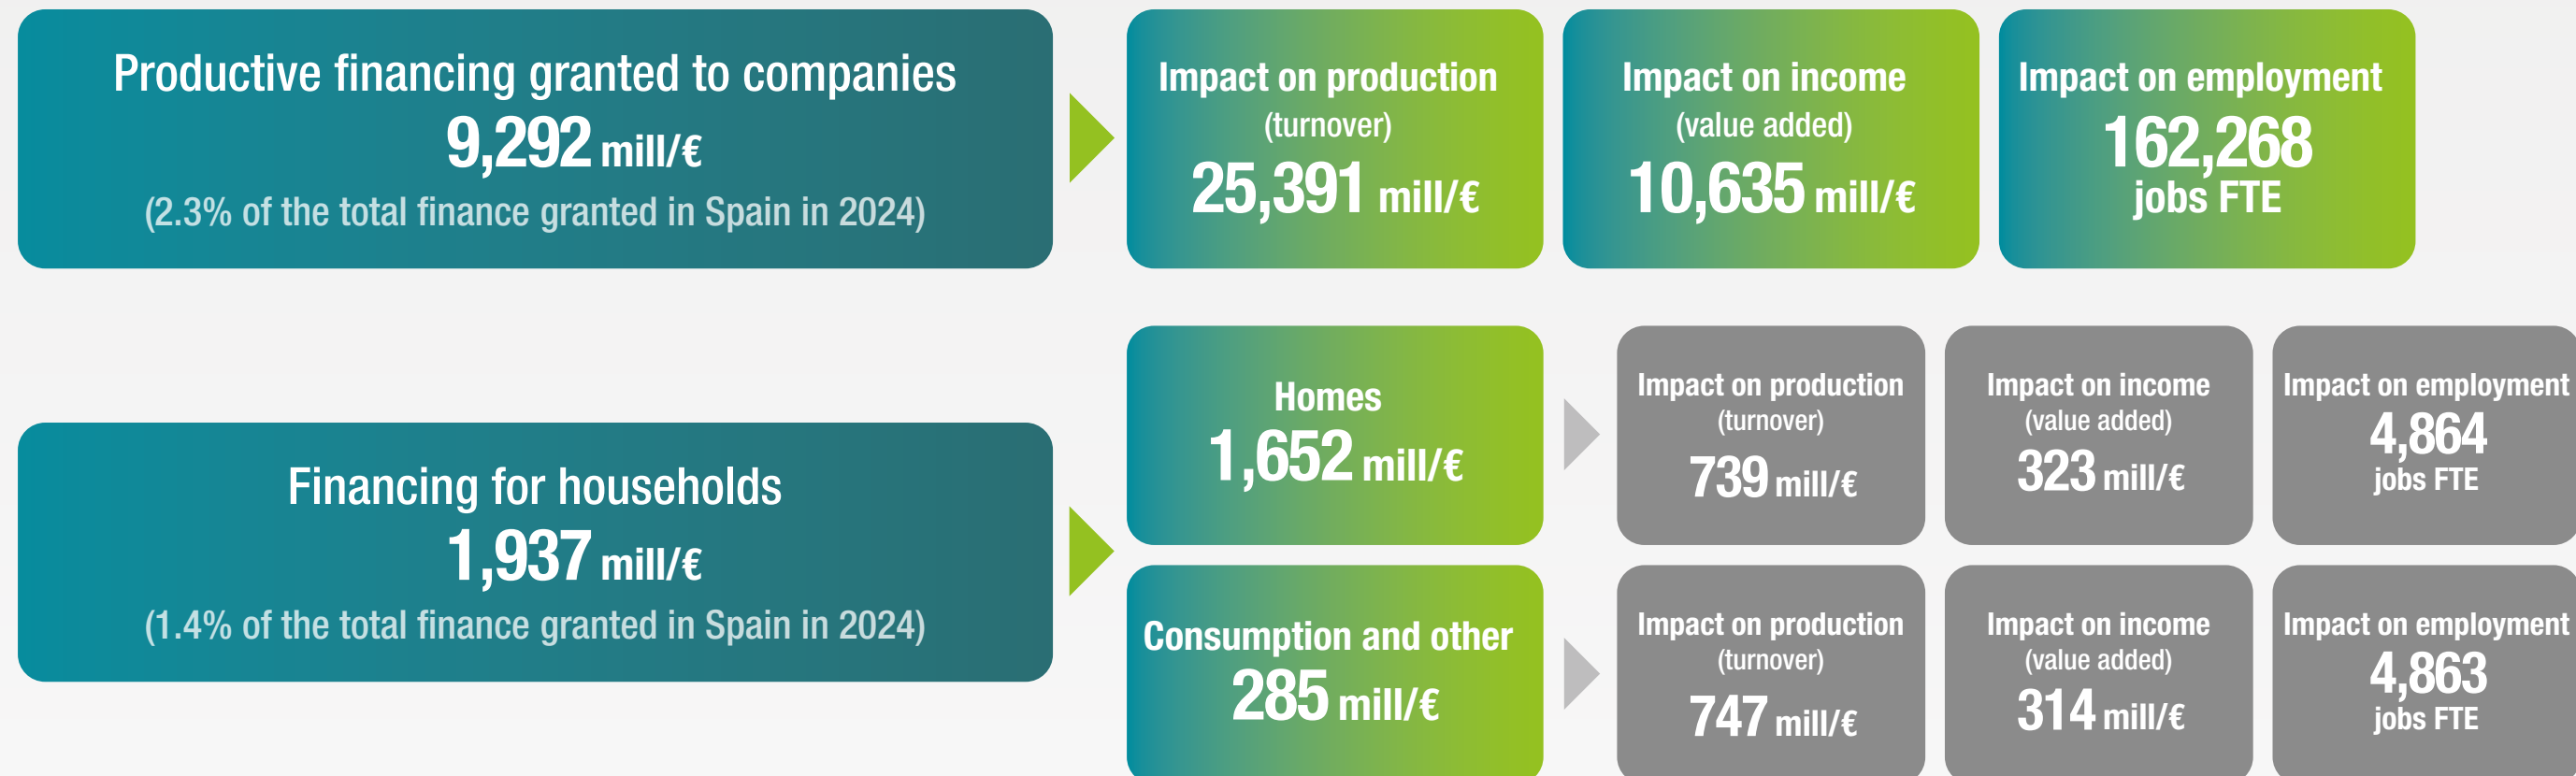 Productive financing granted to companies
9,292 mill/€
(2.3% of the total finance granted in Spain in 2024)
Impact on production
(turnover)
25,391 mill/€
Impact on income
(value added)
10,635 mill/€
Impact on employment
162,268
jobs FTE
Financing for households
1,937 mill/€
(1.4% of the total finance granted in Spain in 2024)
Homes
1,652 mill/€
Impact on production
(turnover)
739 mill/€
Impact on income
(value added)
323 mill/€
Impact on employment
4,864
jobs FTE
Consumption and other
285 mill/€
Impact on production
(turnover)
747 mill/€
Impact on income
(value added)
314 mill/€
Impact on employment
4,863
jobs FTE